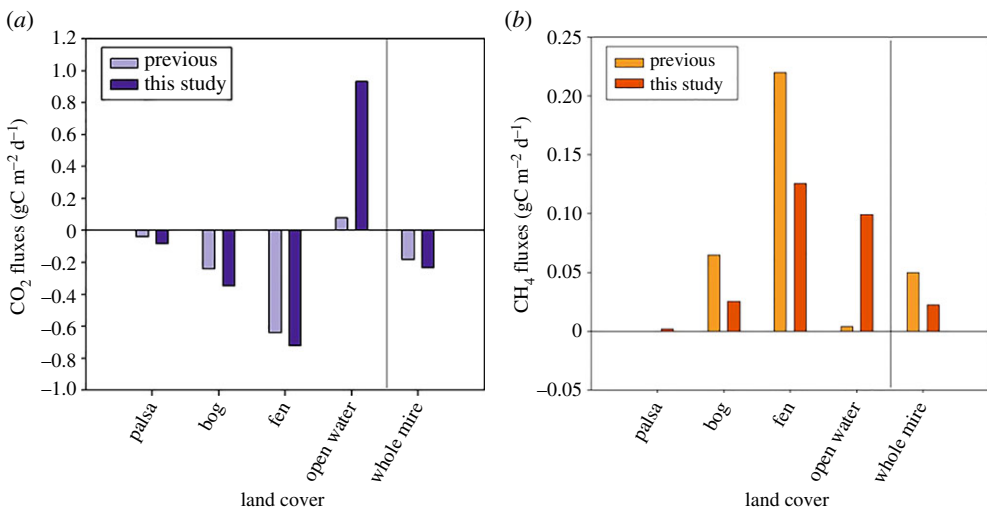 (a)
1.2
1.0
0.8
0.6
0.4
0.2
0
–0.2
–0.4
–0.6
–0.8
–1.0
CO2 fluxes (gC m–2 d–1)
previous
this study
palsa
bog
fen
open water
whole mire
land cover
(b)
0.25
0.20
0.15
0.10
0.05
0
–0.05
CH4 fluxes (gC m–2 d–1)
previous
this study
palsa
bog
fen
open water
whole mire
land cover